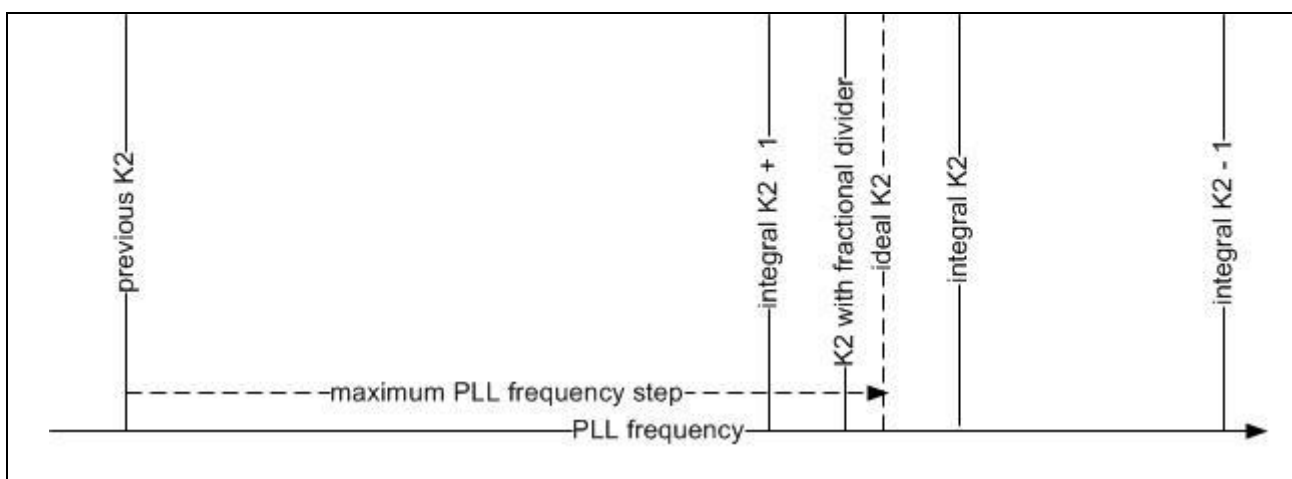 previous K2
integral K2 + 1
K2 with fractional divider
ideal K2
integral K2
integral K2 - 1
maximum PLL frequency step
PLL frequency